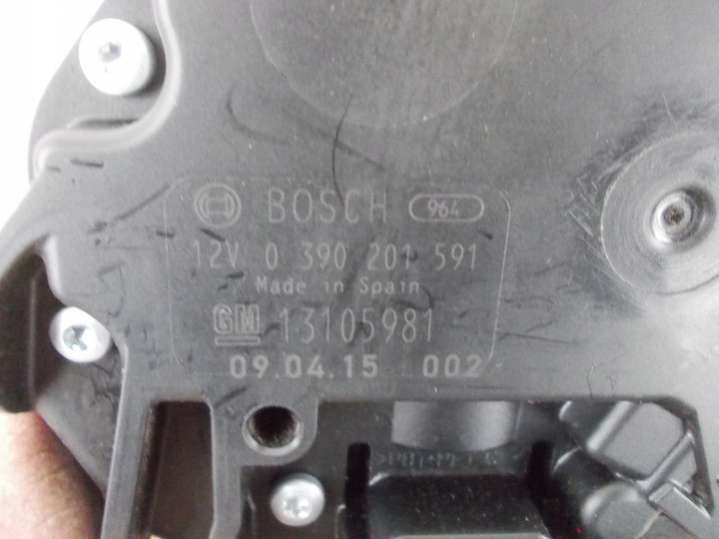 BOSCH 964
12V 0 390 201 591
Made in Spain
GM 13105981
09.04.15 002